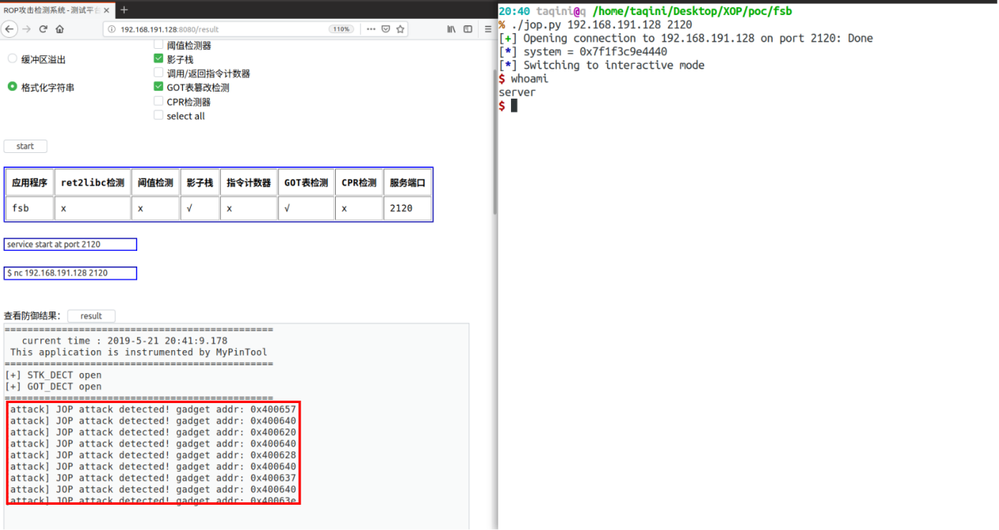 ROP攻击检测系统 - 测试平台
192.168.191.128:8080/result
110%
阈值检测器
缓冲区溢出
影子栈
调用/返回指令计数器
格式化字符串
GOT表篡改检测
CPR检测器
select all
start
应用程序 ret2libc检测 阈值检测 影子栈 指令计数器 GOT表检测 CPR检测 服务端口
fsb x x √ x √ x 2120
service start at port 2120
$ nc 192.168.191.128 2120
查看防御结果： result
===============================================
current time : 2019-5-21 20:41:9.178
This application is instrumented by MyPinTool
===============================================
[+] STK_DECT open
[+] GOT_DECT open
===============================================
attack] JOP attack detected! gadget addr: 0x400657
attack] JOP attack detected! gadget addr: 0x400640
attack] JOP attack detected! gadget addr: 0x400620
attack] JOP attack detected! gadget addr: 0x400640
attack] JOP attack detected! gadget addr: 0x400628
attack] JOP attack detected! gadget addr: 0x400640
attack] JOP attack detected! gadget addr: 0x400637
attack] JOP attack detected! gadget addr: 0x400640
attack] JOP attack detected! gadget addr: 0x40063e
20:40 taqini@q /home/taqini/Desktop/XOP/poc/fsb
% ./jop.py 192.168.191.128 2120
[+] Opening connection to 192.168.191.128 on port 2120: Done
[*] system = 0x7f1f3c9e4440
[*] Switching to interactive mode
$ whoami
server
$